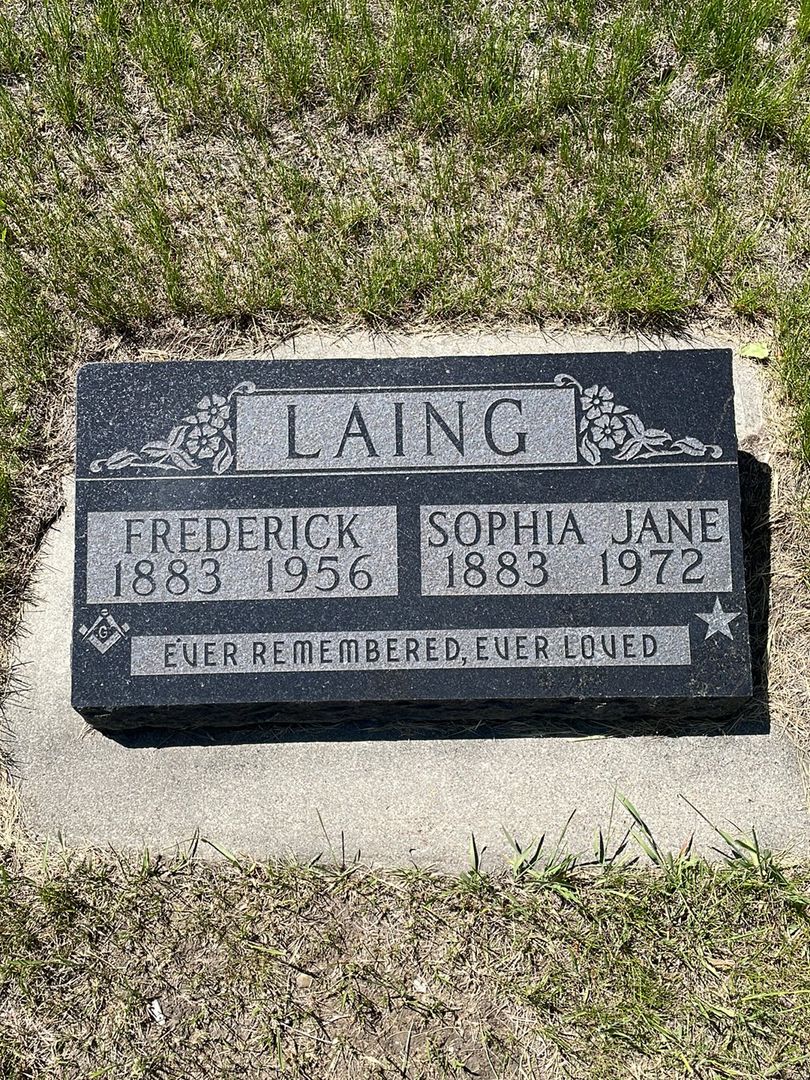 LAING
FREDERICK
1883 1956
SOPHIA JANE
1883 1972
G
EVER REMEMBERED, EVER LOVED